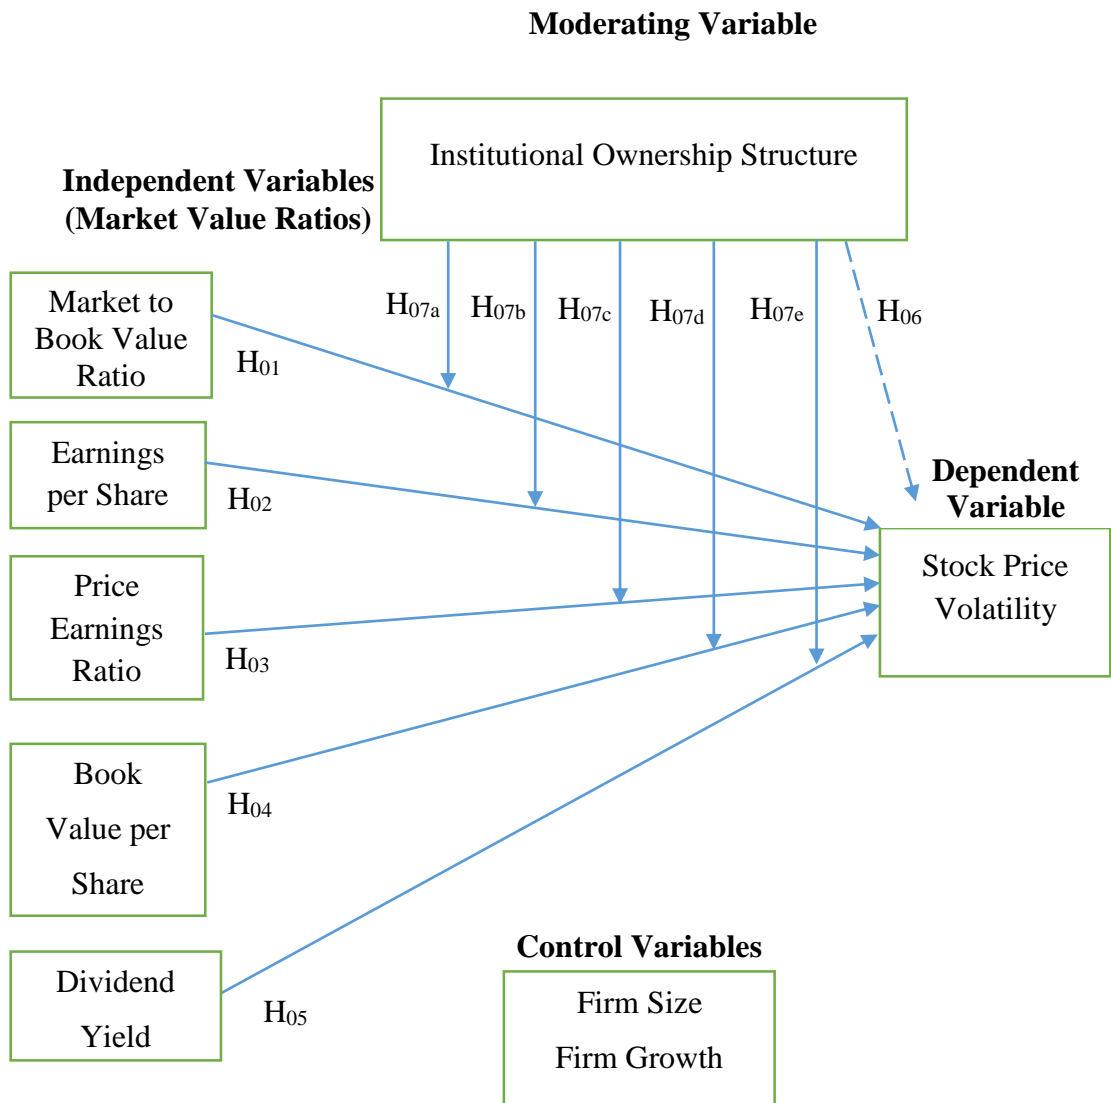 Moderating Variable
Institutional Ownership Structure
Independent Variables
(Market Value Ratios)
Market to
Book Value
Ratio
H01
H07a
H07b
H07c
H07d
H07e
H06
Earnings
per Share
H02
Dependent
Variable
Stock Price
Volatility
Price
Earnings
Ratio
H03
Book
Value per
Share
H04
Dividend
Yield
H05
Control Variables
Firm Size
Firm Growth